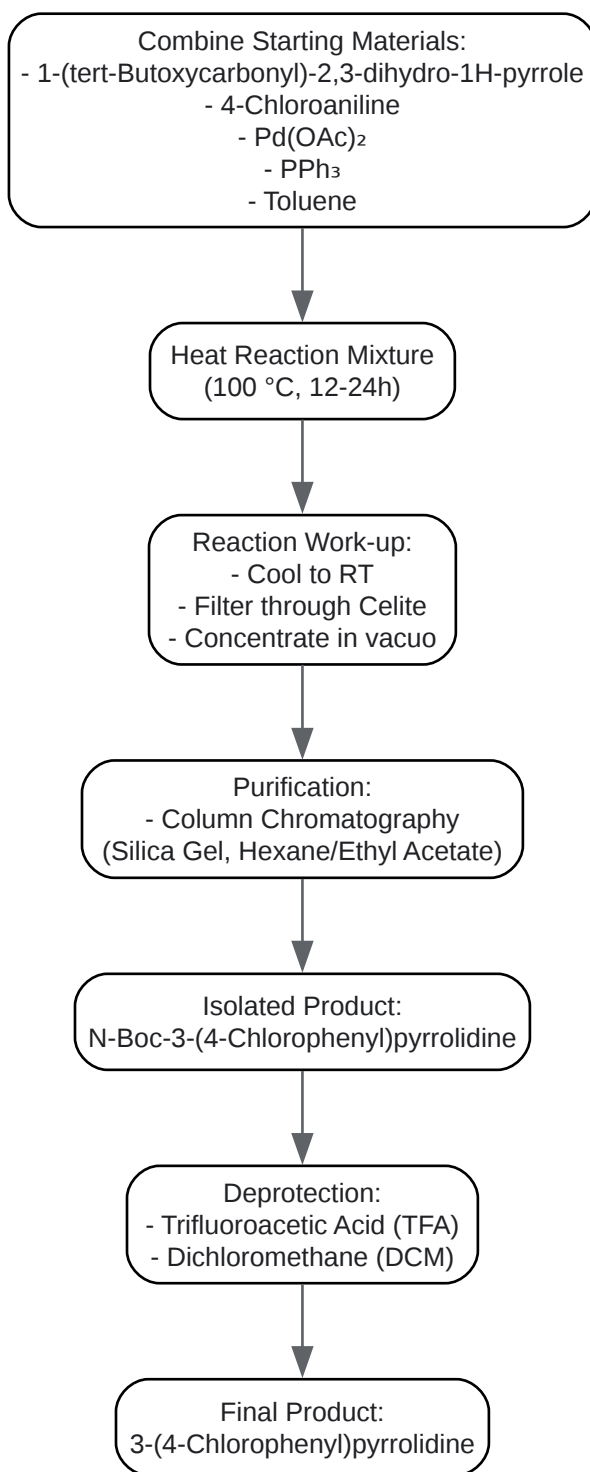 Combine Starting Materials:
- 1-(tert-Butoxycarbonyl)-2,3-dihydro-1H-pyrrole
- 4-Chloroaniline
- Pd(OAc)₂
- PPh₃
- Toluene
Heat Reaction Mixture
(100 °C, 12-24h)
Reaction Work-up:
- Cool to RT
- Filter through Celite
- Concentrate in vacuo
Purification:
- Column Chromatography
(Silica Gel, Hexane/Ethyl Acetate)
Isolated Product:
N-Boc-3-(4-Chlorophenyl)pyrrolidine
Deprotection:
- Trifluoroacetic Acid (TFA)
- Dichloromethane (DCM)
Final Product:
3-(4-Chlorophenyl)pyrrolidine